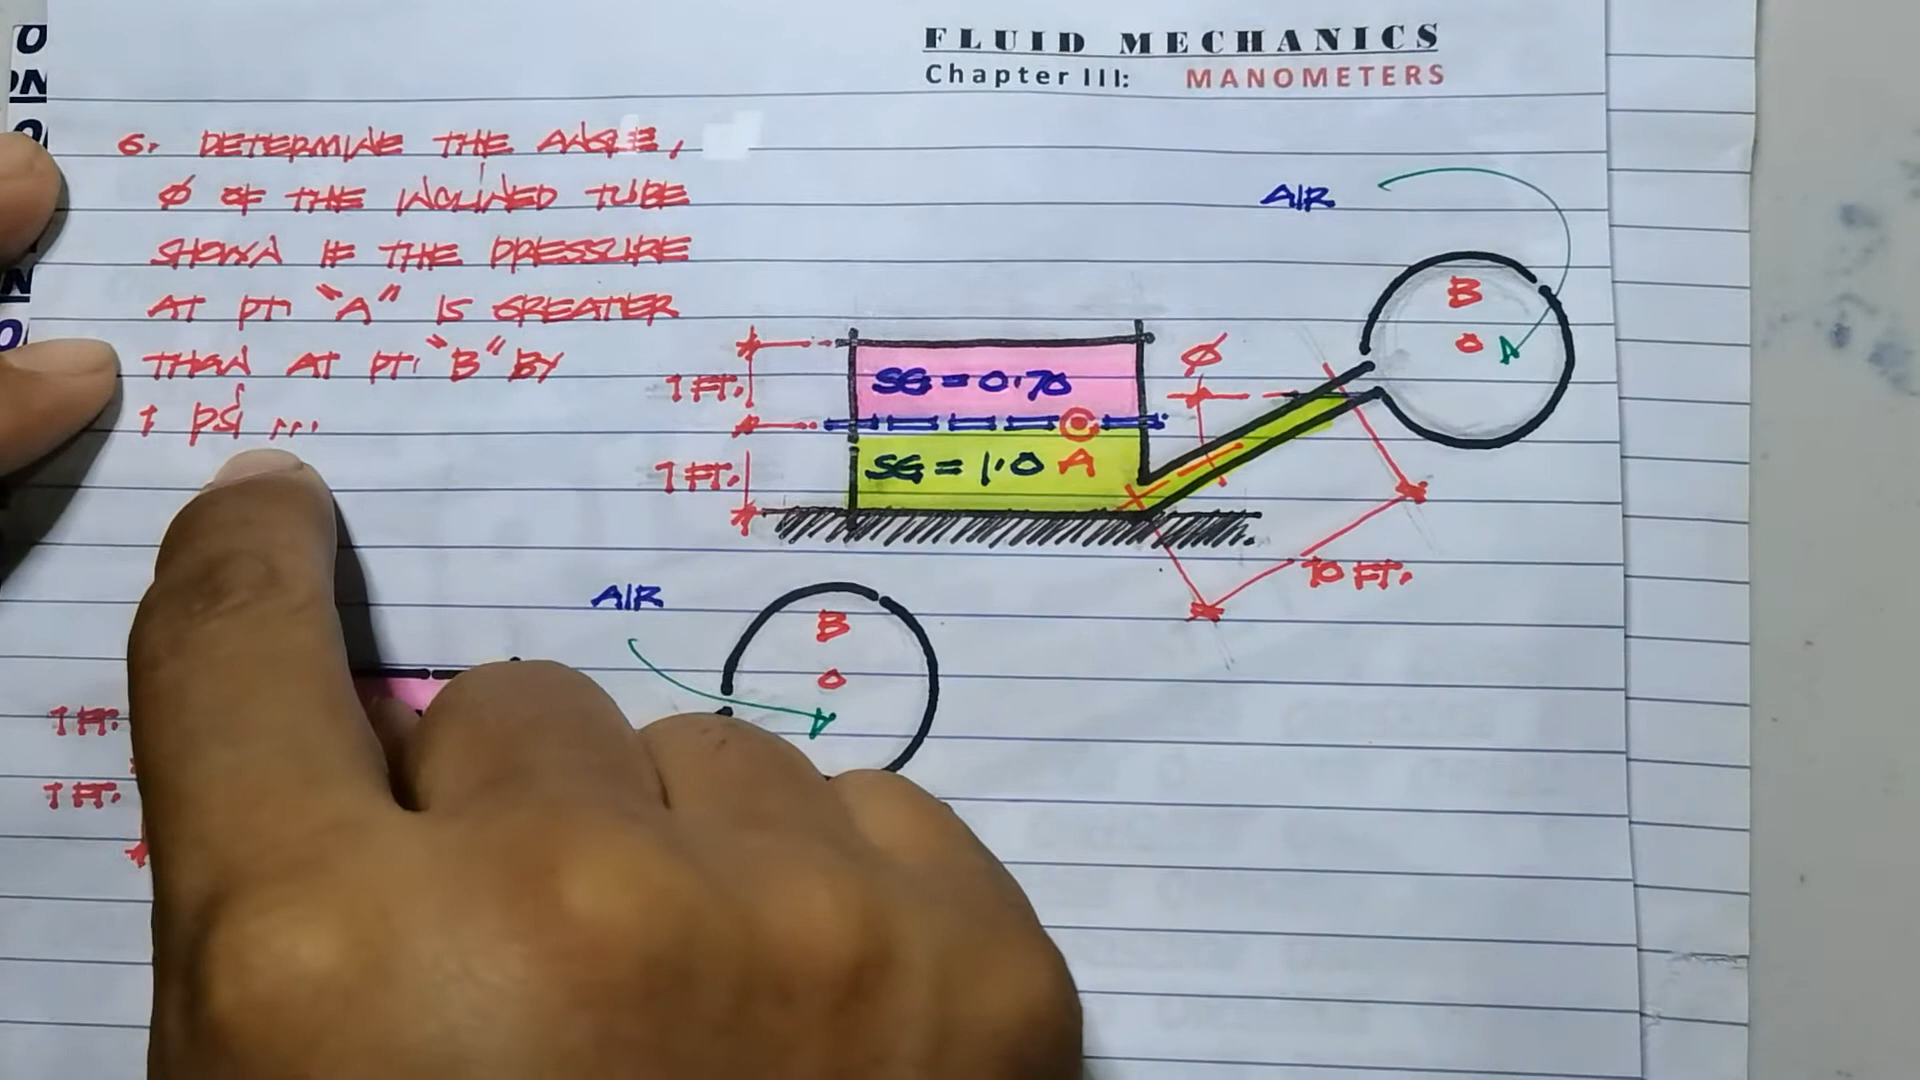 FLUID MECHANICS
Chapter III: MANOMETERS
6. DETERMINE THE ANGLE,
Ø OF THE INCLINED TUBE
SHOWN IF THE PRESSURE
AT PT. "A" IS GREATER
THAN AT PT. "B" BY
1 psi ...
AIR
B
Ø
1 FT.
SG = 0.70
1 FT.
SG = 1.0 A
10 FT.
AIR
B
1 FT.
1 FT.